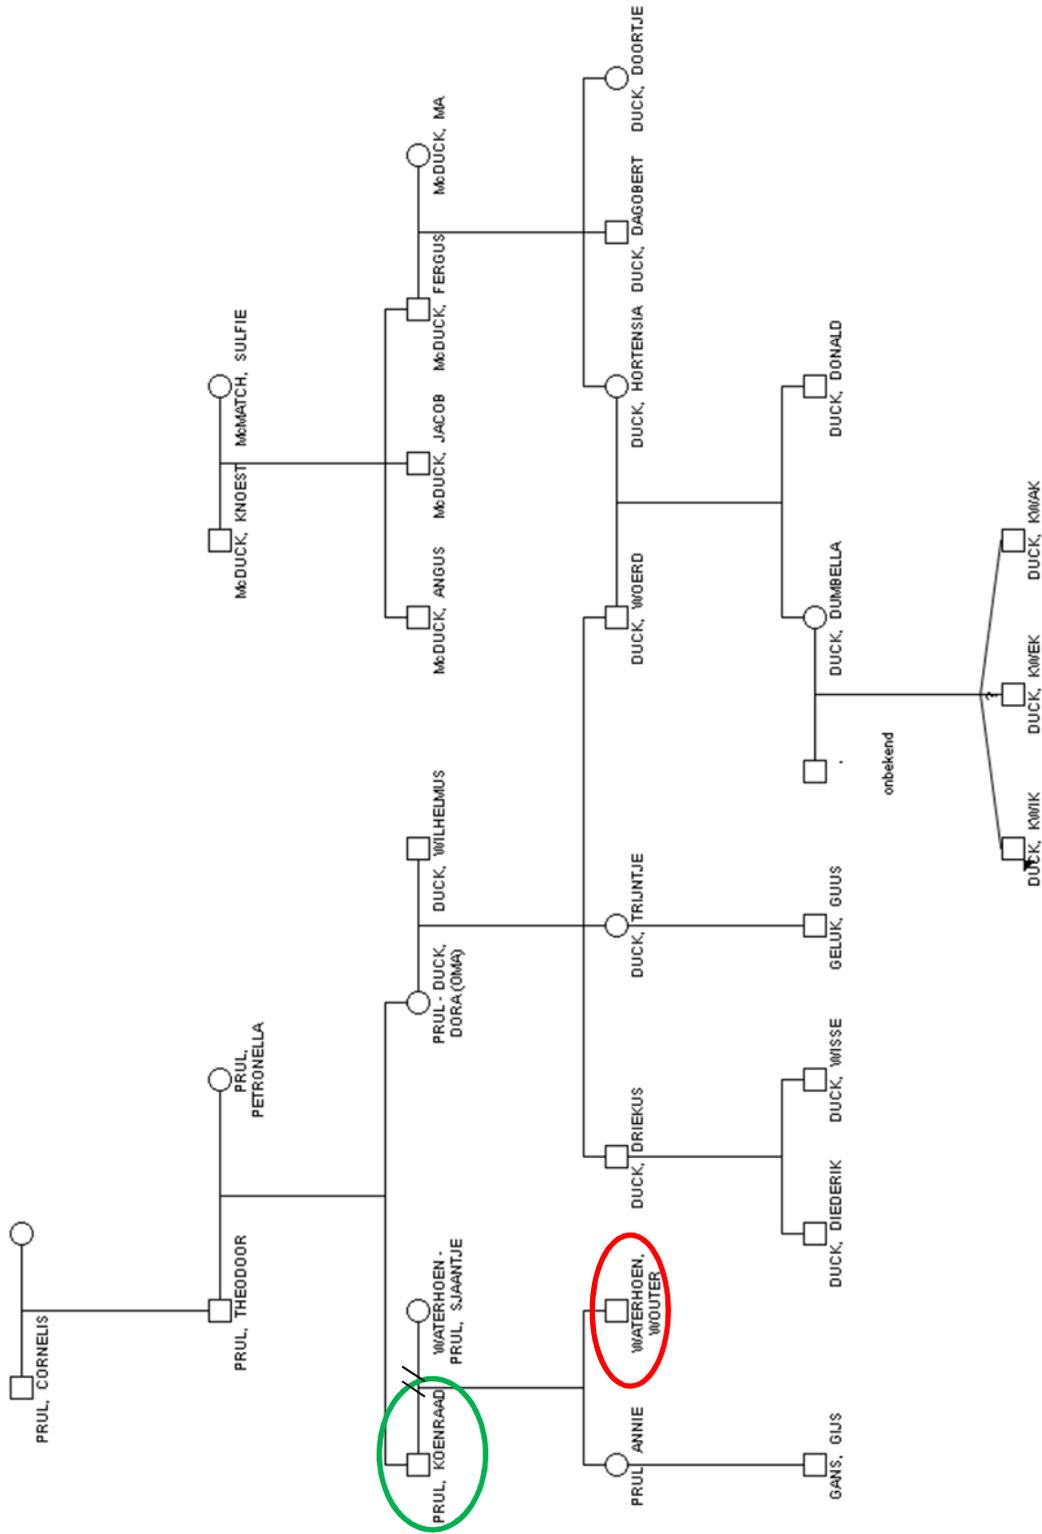 PRUL, CORNELIS
PRUL, THEODOOR
PRUL,
PETRONELLA
McDUCK, KNOEST
McMATCH, SULFIE
PRUL, KOENRAAD
WATERHOEN -
PRUL, SJAANTJE
PRUL - DUCK,
DORA (OMA)
DUCK, WILHELMUS
McDUCK, ANGUS
McDUCK, JACOB
McDUCK, FERGUS
McDUCK, MA
PRUL ANNIE
WATERHOEN,
WOUTER
DUCK, DRIEKUS
DUCK, TRIJNTJE
DUCK, WOERD
DUCK, HORTENSIA
DUCK, DAGOBERT
DUCK, DOORTJE
GANS, GIJS
DUCK, DIEDERIK
DUCK, WISSE
GELUK, GUUS
onbekend
DUCK, DUMBELLA
DUCK, DONALD
?
DUCK, KWIK
DUCK, KWEK
DUCK, KWAK